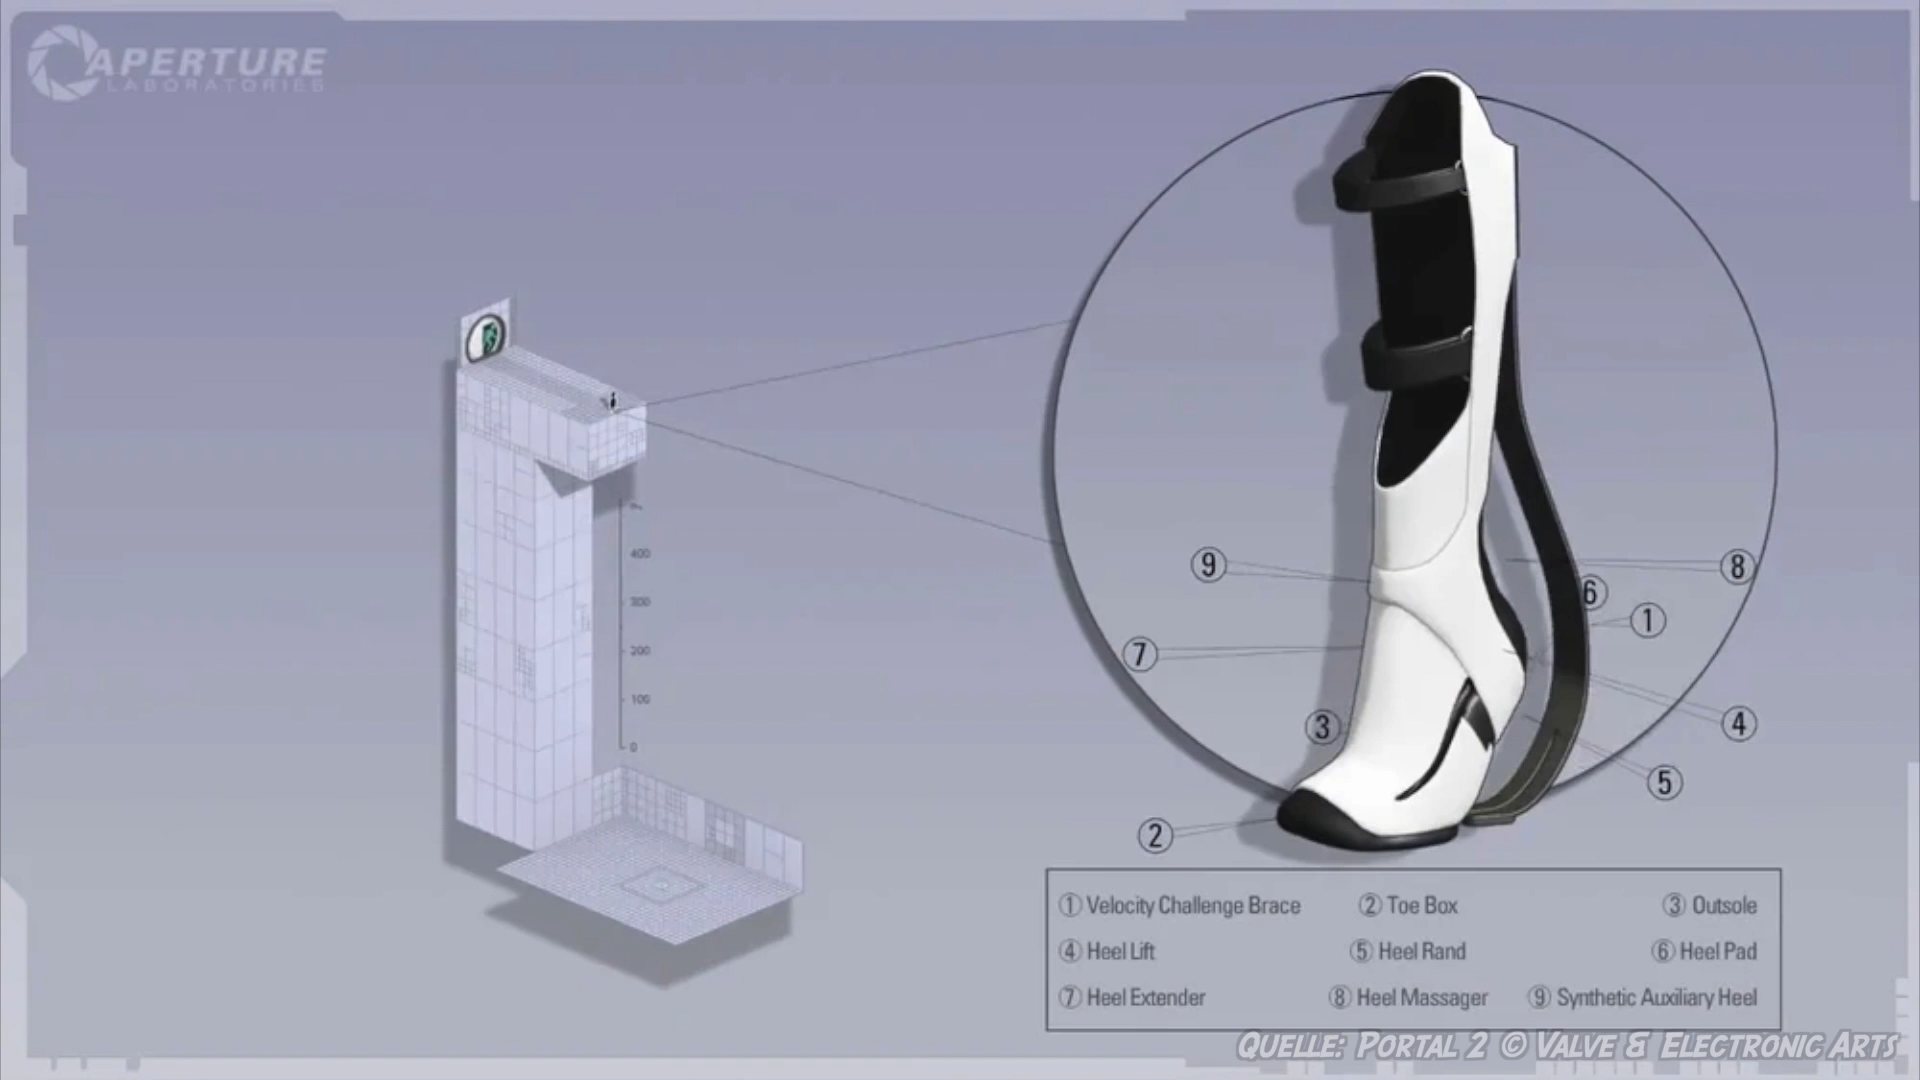 APERTURE
LABORATORIES
400
300
200
100
0
9
8
6
1
7
3
4
5
2
① Velocity Challenge Brace ② Toe Box ③ Outsole
④ Heel Lift ⑤ Heel Rand ⑥ Heel Pad
⑦ Heel Extender ⑧ Heel Massager ⑨ Synthetic Auxiliary Heel
QUELLE: PORTAL 2 © VALVE & ELECTRONIC ARTS